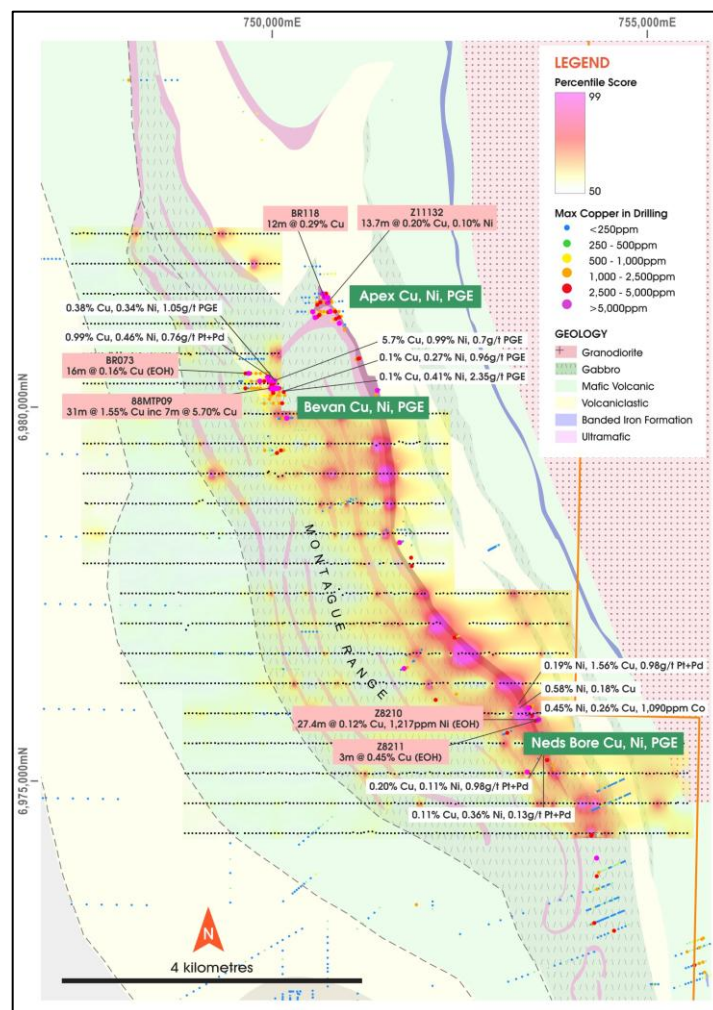 750,000mE
755,000mE
6,980,000mN
6,975,000mN
LEGEND
Percentile Score
99
50
Max Copper in Drilling
<250ppm
250 - 500ppm
500 - 1,000ppm
1,000 - 2,500ppm
2,500 - 5,000ppm
>5,000ppm
GEOLOGY
Granodiorite
Gabbro
Mafic Volcanic
Volcaniclastic
Banded Iron Formation
Ultramafic
BR118
12m @ 0.29% Cu
Z11132
13.7m @ 0.20% Cu, 0.10% Ni
Apex Cu, Ni, PGE
0.38% Cu, 0.34% Ni, 1.05g/t PGE
0.99% Cu, 0.46% Ni, 0.76g/t Pt+Pd
BR073
16m @ 0.16% Cu (EOH)
88MTP09
31m @ 1.55% Cu inc 7m @ 5.70% Cu
5.7% Cu, 0.99% Ni, 0.7g/t PGE
0.1% Cu, 0.27% Ni, 0.96g/t PGE
0.1% Cu, 0.41% Ni, 2.35g/t PGE
Bevan Cu, Ni, PGE
MONTAGUE RANGE
0.19% Ni, 1.56% Cu, 0.98g/t Pt+Pd
0.58% Ni, 0.18% Cu
0.45% Ni, 0.26% Cu, 1,090ppm Co
Z8210
27.4m @ 0.12% Cu, 1,217ppm Ni (EOH)
Z8211
3m @ 0.45% Cu (EOH)
Neds Bore Cu, Ni, PGE
0.20% Cu, 0.11% Ni, 0.98g/t Pt+Pd
0.11% Cu, 0.36% Ni, 0.13g/t Pt+Pd
N
4 kilometres